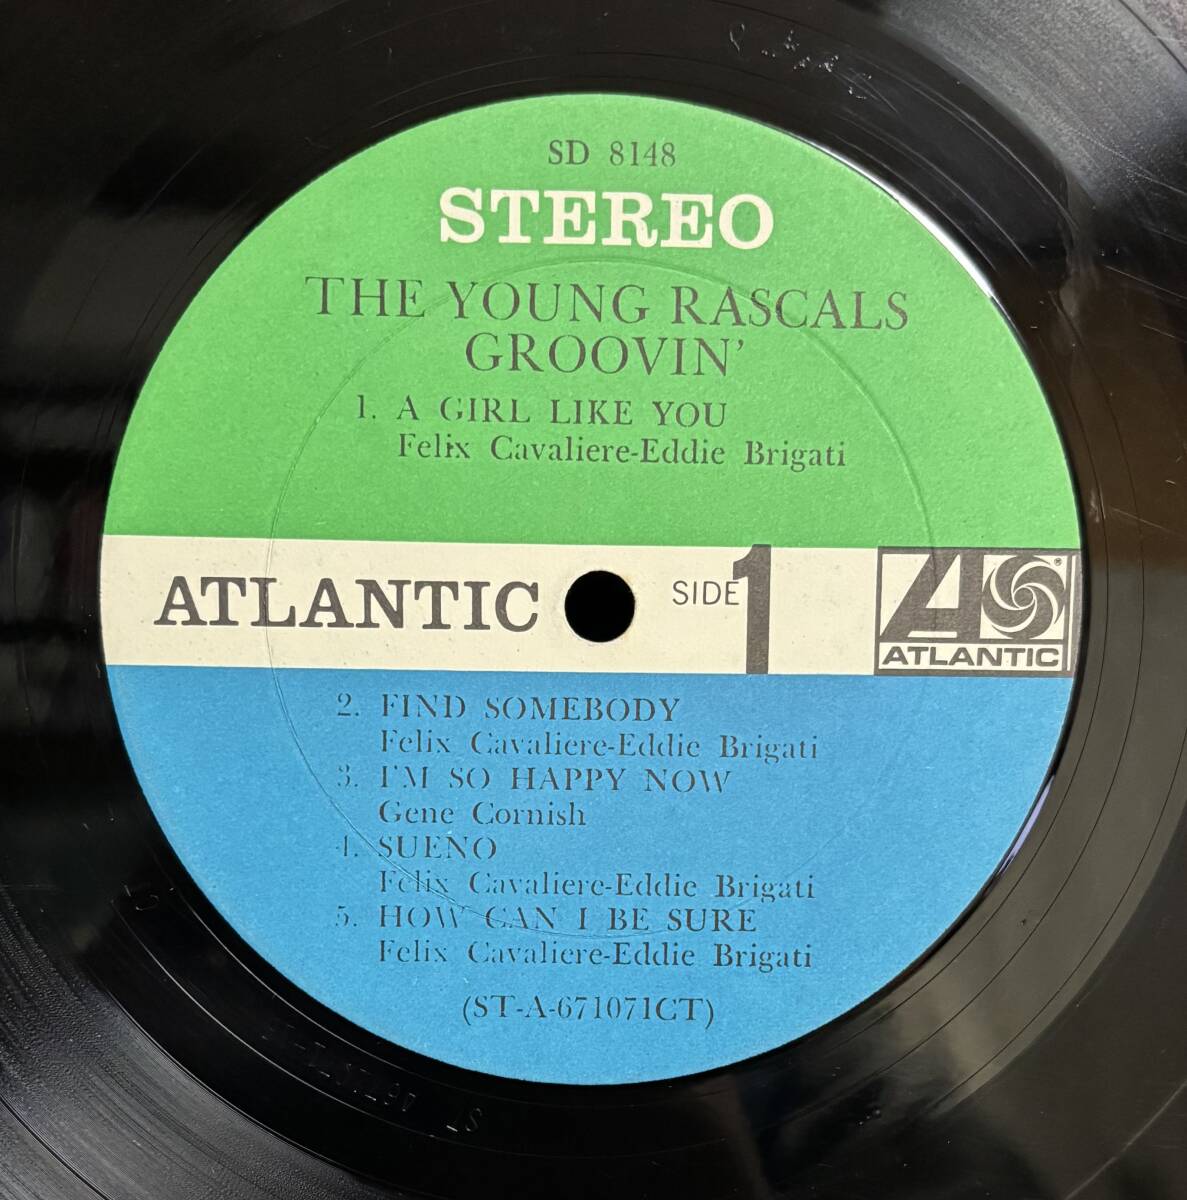 SD 8148
STEREO
THE YOUNG RASCALS
GROOVIN'
1. A GIRL LIKE YOU
Felix Cavaliere-Eddie Brigati
ATLANTIC
SIDE 1
ATLANTIC
2. FIND SOMEBODY
Felix Cavaliere-Eddie Brigati
3. I'M SO HAPPY NOW
Gene Cornish
4. SUENO
Felix Cavaliere-Eddie Brigati
5. HOW CAN I BE SURE
Felix Cavaliere-Eddie Brigati
(ST-A-671071CT)